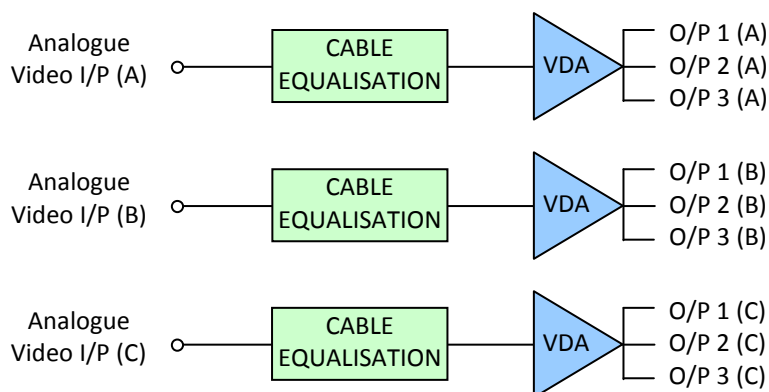 Analogue
Video I/P (A)
CABLE
EQUALISATION
VDA
O/P 1 (A)
O/P 2 (A)
O/P 3 (A)
Analogue
Video I/P (B)
CABLE
EQUALISATION
VDA
O/P 1 (B)
O/P 2 (B)
O/P 3 (B)
Analogue
Video I/P (C)
CABLE
EQUALISATION
VDA
O/P 1 (C)
O/P 2 (C)
O/P 3 (C)